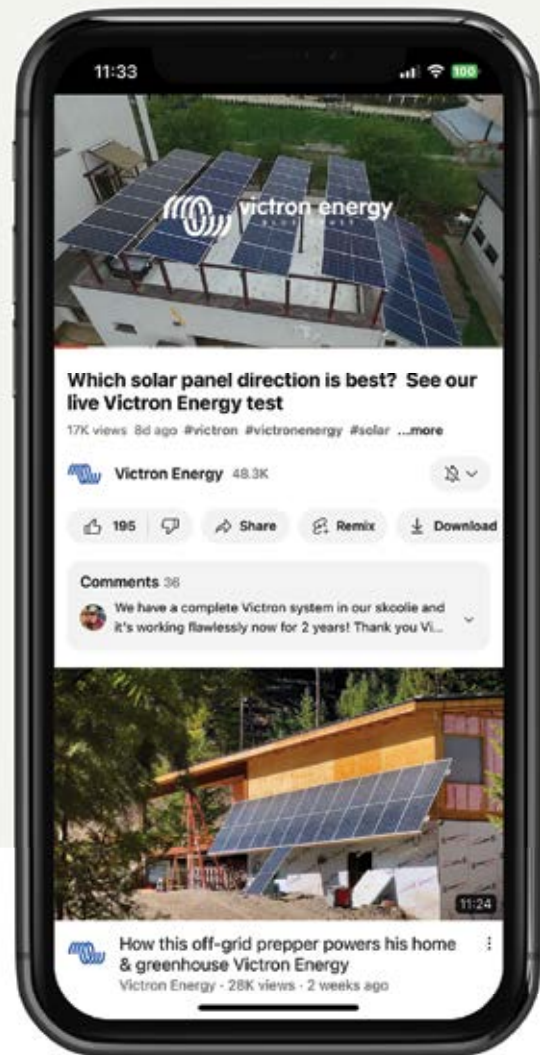 11:33
100
victron energy
BLUE POWER
Which solar panel direction is best? See our
live Victron Energy test
17K views 8d ago #victron #victronenergy #solar ...more
Victron Energy 48.3K
195 Share Remix Download
Comments 36
We have a complete Victron system in our skoolie and
it's working flawlessly now for 2 years! Thank you Vi...
11:24
How this off-grid prepper powers his home
& greenhouse Victron Energy
Victron Energy - 28K views - 2 weeks ago